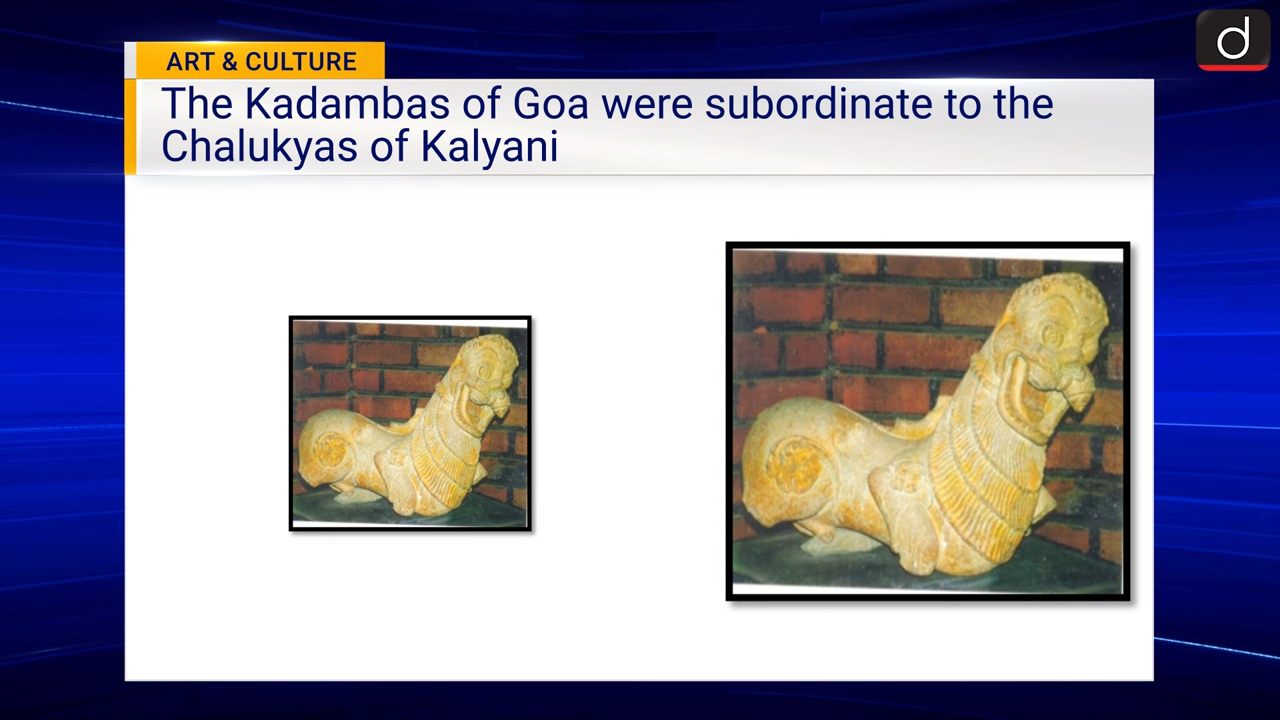 d
ART & CULTURE
The Kadambas of Goa were subordinate to the
Chalukyas of Kalyani